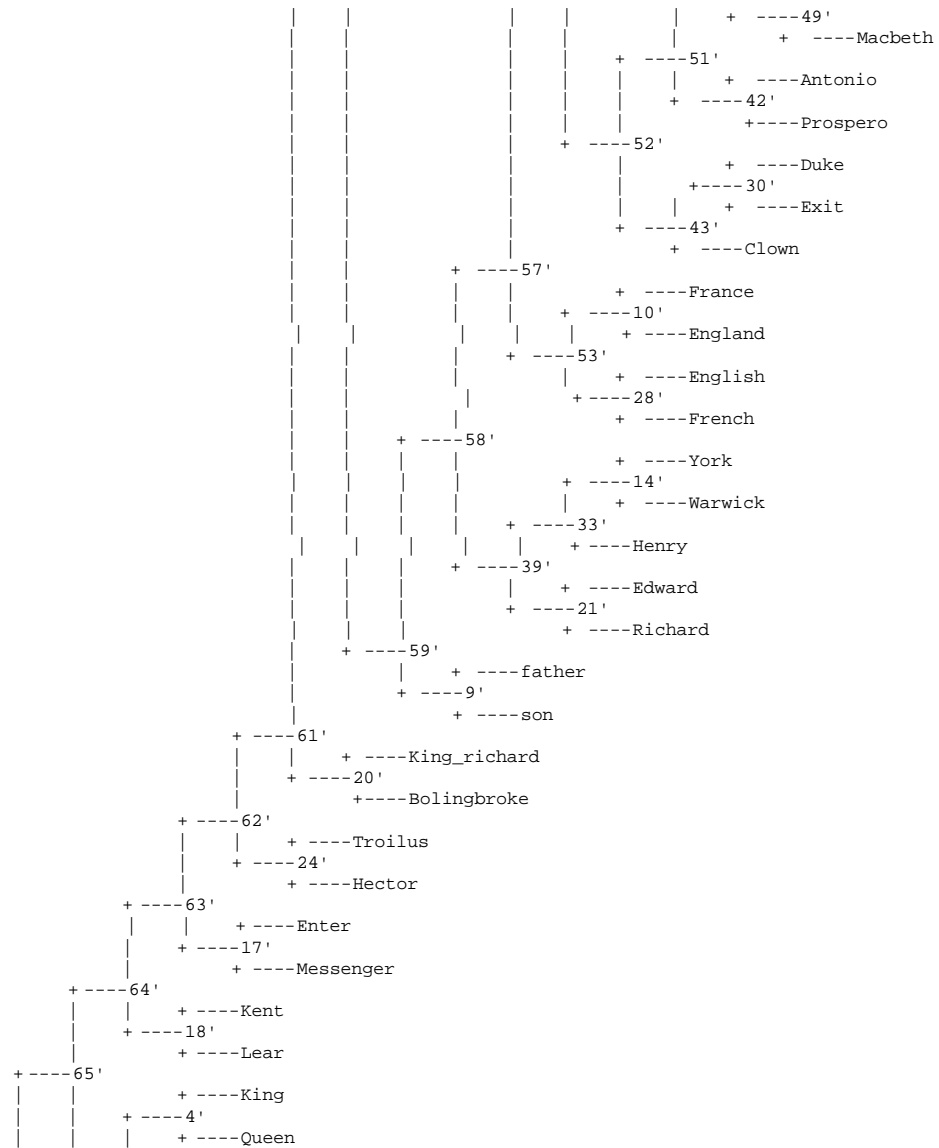 | | | | | + ----49'
| | | | | + ----Macbeth
| | | | + ----51'
| | | | | | + ----Antonio
| | | | | + ----42'
| | | | | +----Prospero
| | | + ----52'
| | | | + ----Duke
| | | | +----30'
| | | | | + ----Exit
| | | + ----43'
| | | + ----Clown
| | + ----57'
| | | | + ----France
| | | | + ----10'
| | | | | + ----England
| | | + ----53'
| | | | + ----English
| | | + ----28'
| | | + ----French
| | + ----58'
| | | | + ----York
| | | | + ----14'
| | | | | + ----Warwick
| | | | + ----33'
| | | | | + ----Henry
| | | + ----39'
| | | | + ----Edward
| | | + ----21'
| | | + ----Richard
| + ----59'
| | + ----father
| + ----9'
| + ----son
+ ----61'
| | + ----King_richard
| + ----20'
| +----Bolingbroke
+ ----62'
| | + ----Troilus
| + ----24'
| + ----Hector
+ ----63'
| | + ----Enter
| + ----17'
| + ----Messenger
+ ----64'
| | + ----Kent
| + ----18'
| + ----Lear
+ ----65'
| | + ----King
| | + ----4'
| | | + ----Queen